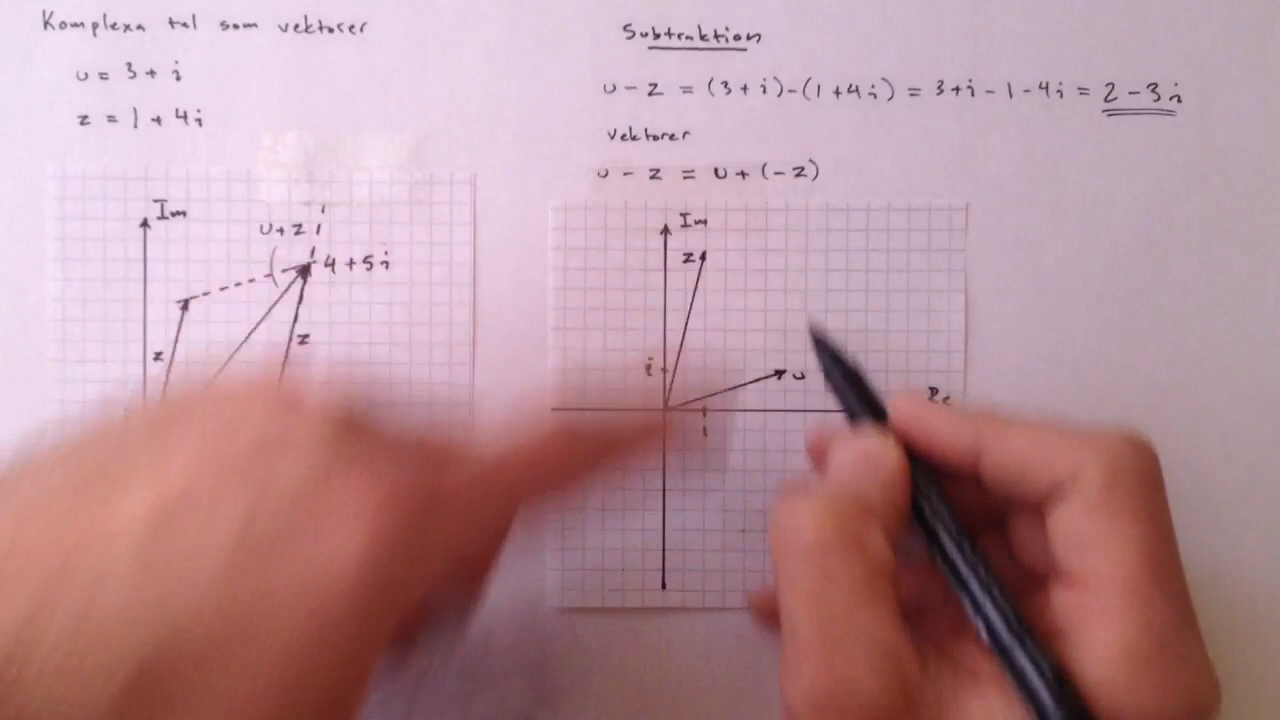 Komplexa tal som vektorer
u = 3 + i
z = 1 + 4i
Im
u+z
4+5i
z
z
Subtraktion
u - z = (3+i)-(1+4i) = 3+i-1-4i = 2-3i
Vektorer
u - z = u + (-z)
Im
z
i
u
Re
1